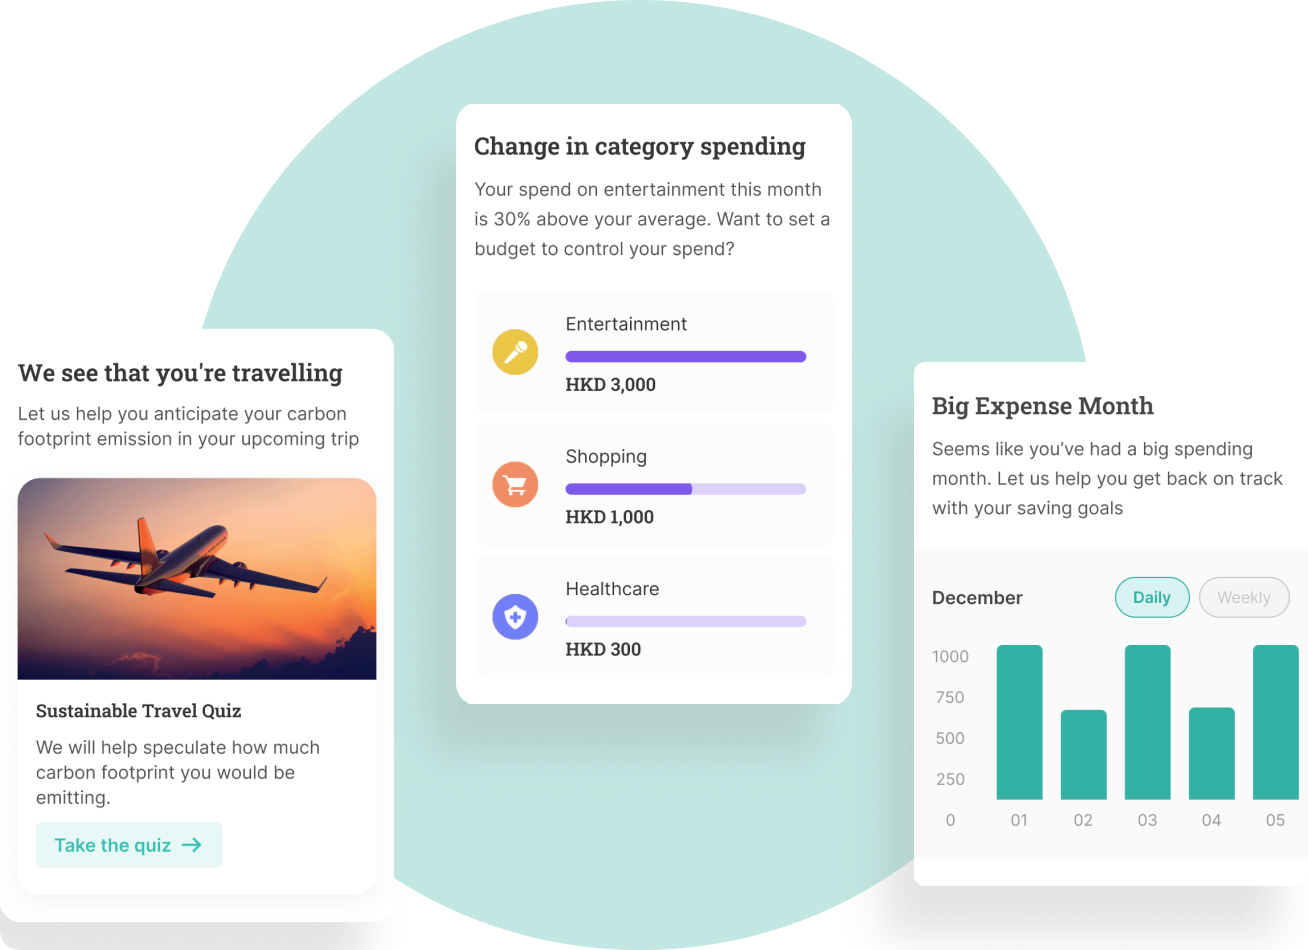 Change in category spending
Your spend on entertainment this month
is 30% above your average. Want to set a
budget to control your spend?
Entertainment
HKD 3,000
Shopping
HKD 1,000
Healthcare
HKD 300
We see that you're travelling
Let us help you anticipate your carbon
footprint emission in your upcoming trip
Sustainable Travel Quiz
We will help speculate how much
carbon footprint you would be
emitting.
Take the quiz →
Big Expense Month
Seems like you’ve had a big spending
month. Let us help you get back on track
with your saving goals
December
Daily
Weekly
1000
750
500
250
0
01
02
03
04
05